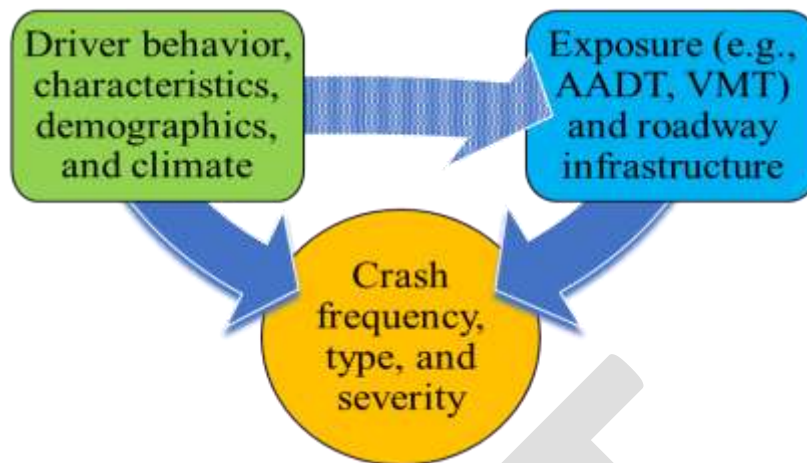 Driver behavior,
characteristics,
demographics,
and climate
Exposure (e.g.,
AADT, VMT)
and roadway
infrastructure
Crash
frequency,
type, and
severity